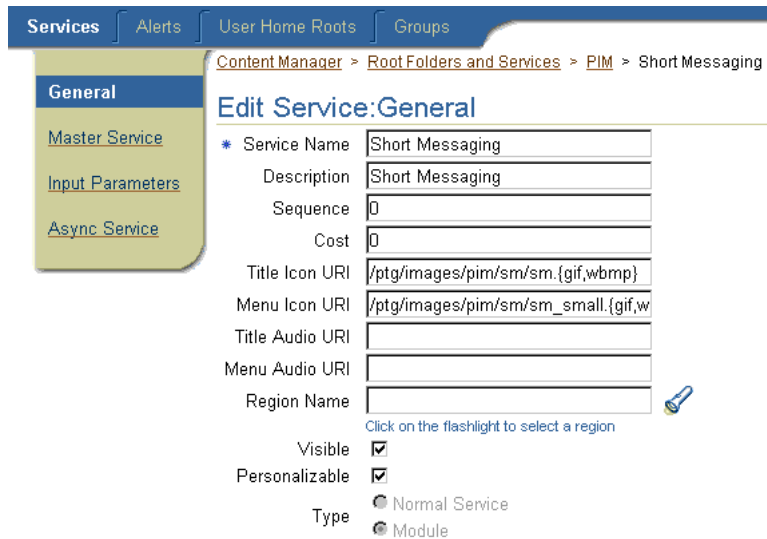 Services Alerts User Home Roots Groups
Content Manager > Root Folders and Services > PIM > Short Messaging
General
Master Service
Input Parameters
Async Service
Edit Service:General
* Service Name Short Messaging
Description Short Messaging
Sequence 0
Cost 0
Title Icon URI /ptg/images/pim/sm/sm.{gif,wbmp}
Menu Icon URI /ptg/images/pim/sm/sm_small.{gif,w
Title Audio URI
Menu Audio URI
Region Name
Click on the flashlight to select a region
Visible
Personalizable
Type Normal Service
Module